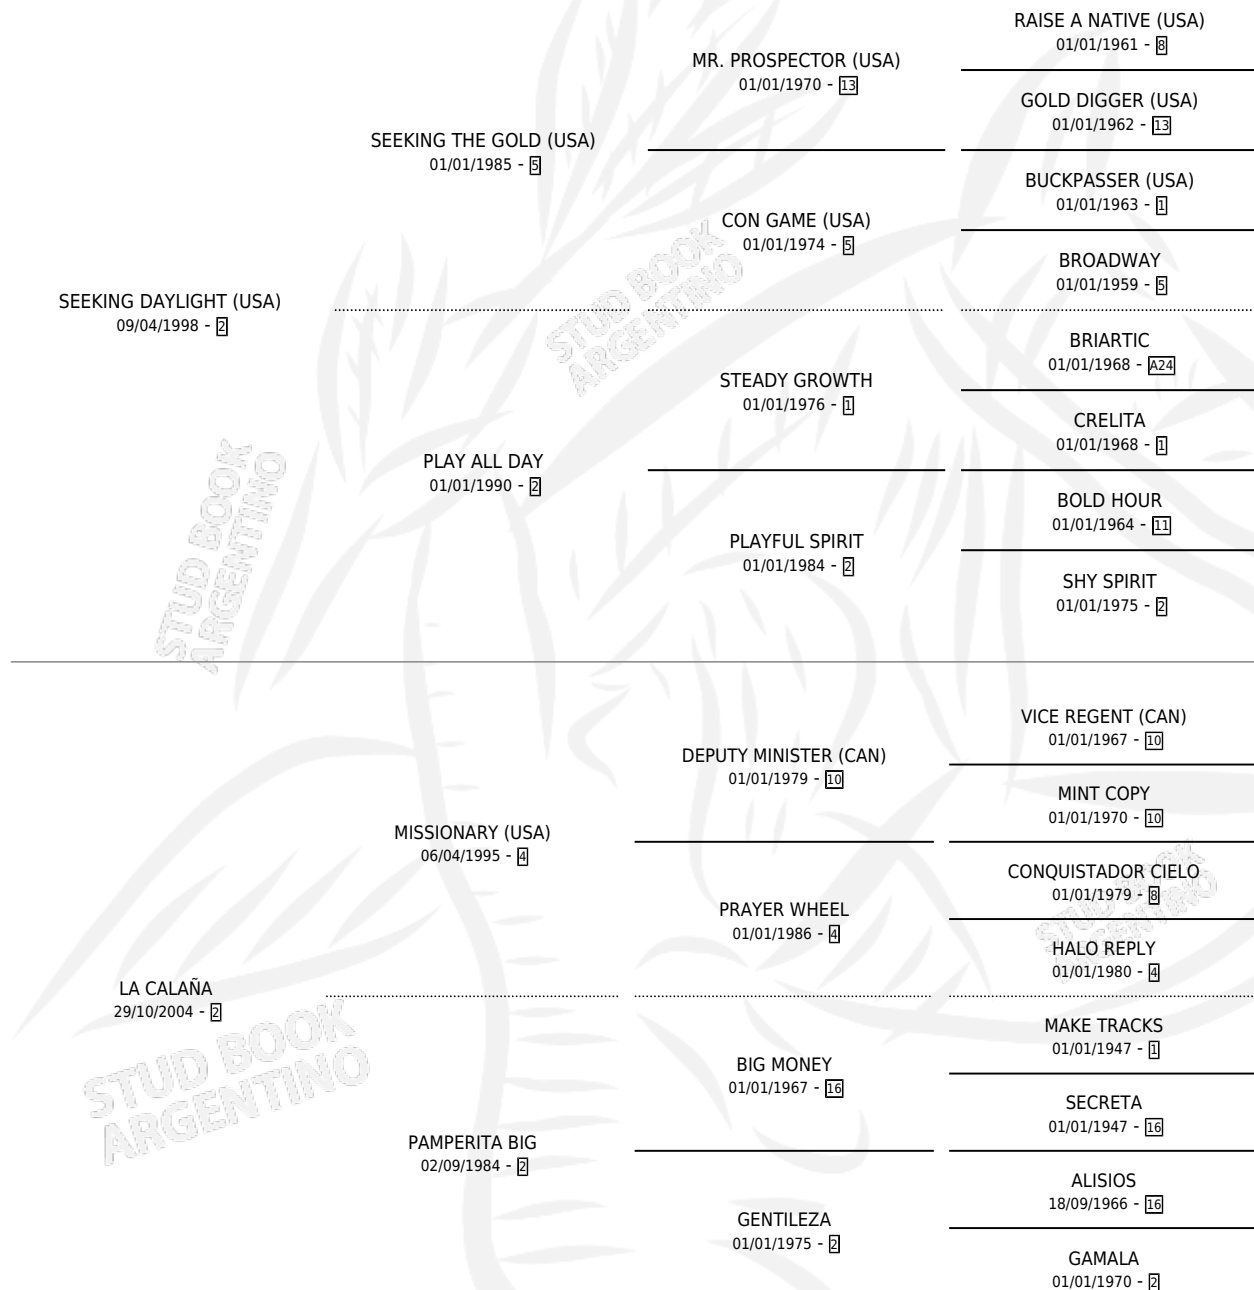 RAISE A NATIVE (USA)
01/01/1961 - 8
MR. PROSPECTOR (USA)
01/01/1970 - 13
GOLD DIGGER (USA)
01/01/1962 - 13
SEEKING THE GOLD (USA)
01/01/1985 - 5
BUCKPASSER (USA)
01/01/1963 - 1
CON GAME (USA)
01/01/1974 - 5
BROADWAY
01/01/1959 - 5
SEEKING DAYLIGHT (USA)
09/04/1998 - 2
BRIARTIC
01/01/1968 - A24
STEADY GROWTH
01/01/1976 - 1
CRELITA
01/01/1968 - 1
PLAY ALL DAY
01/01/1990 - 2
BOLD HOUR
01/01/1964 - 11
PLAYFUL SPIRIT
01/01/1984 - 2
SHY SPIRIT
01/01/1975 - 2
VICE REGENT (CAN)
01/01/1967 - 10
DEPUTY MINISTER (CAN)
01/01/1979 - 10
MINT COPY
01/01/1970 - 10
MISSIONARY (USA)
06/04/1995 - 4
CONQUISTADOR CIELO
01/01/1979 - 8
PRAYER WHEEL
01/01/1986 - 4
HALO REPLY
01/01/1980 - 4
LA CALAÑA
29/10/2004 - 2
MAKE TRACKS
01/01/1947 - 1
BIG MONEY
01/01/1967 - 16
SECRETA
01/01/1947 - 16
PAMPERITA BIG
02/09/1984 - 2
ALISIOS
18/09/1966 - 16
GENTILEZA
01/01/1975 - 2
GAMALA
01/01/1970 - 2
STUD BOOK
ARGENTINO
STUD BOOK
ARGENTINO
STUD BOOK
ARGENTINO
STUD BOOK
ARGENTINO